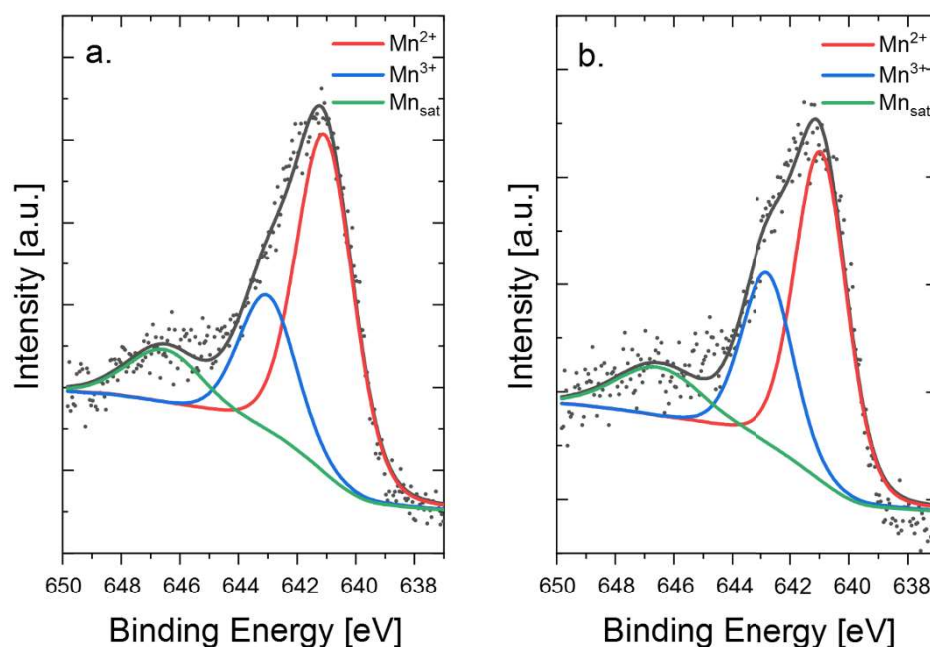 a.
Mn²⁺
Mn³⁺
Mnsat
Intensity [a.u.]
650 648 646 644 642 640 638
Binding Energy [eV]
b.
Mn²⁺
Mn³⁺
Mnsat
Intensity [a.u.]
650 648 646 644 642 640 638
Binding Energy [eV]